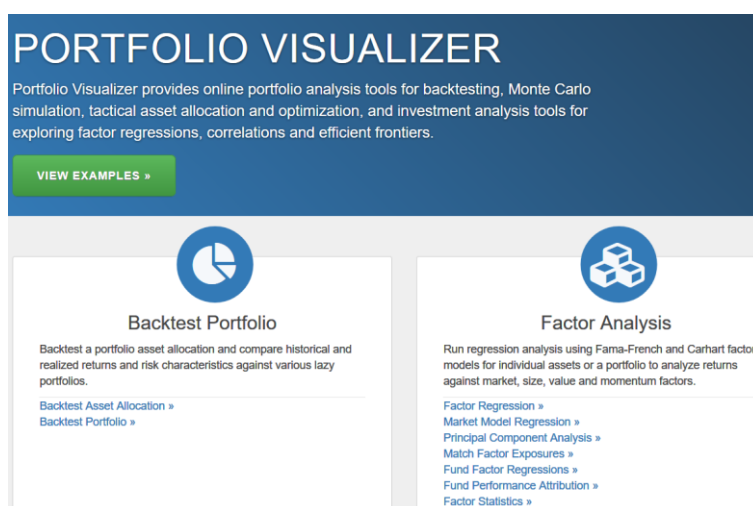 PORTFOLIO VISUALIZER
Portfolio Visualizer provides online portfolio analysis tools for backtesting, Monte Carlo
simulation, tactical asset allocation and optimization, and investment analysis tools for
exploring factor regressions, correlations and efficient frontiers.
VIEW EXAMPLES »
Backtest Portfolio
Backtest a portfolio asset allocation and compare historical and
realized returns and risk characteristics against various lazy
portfolios.
Backtest Asset Allocation »
Backtest Portfolio »
Factor Analysis
Run regression analysis using Fama-French and Carhart factor
models for individual assets or a portfolio to analyze returns
against market, size, value and momentum factors.
Factor Regression »
Market Model Regression »
Principal Component Analysis »
Match Factor Exposures »
Fund Factor Regressions »
Fund Performance Attribution »
Factor Statistics »